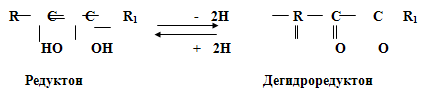 R C C R₁ - 2H R C C R₁
HO OH + 2H O O
Редуктон Дегидроредуктон